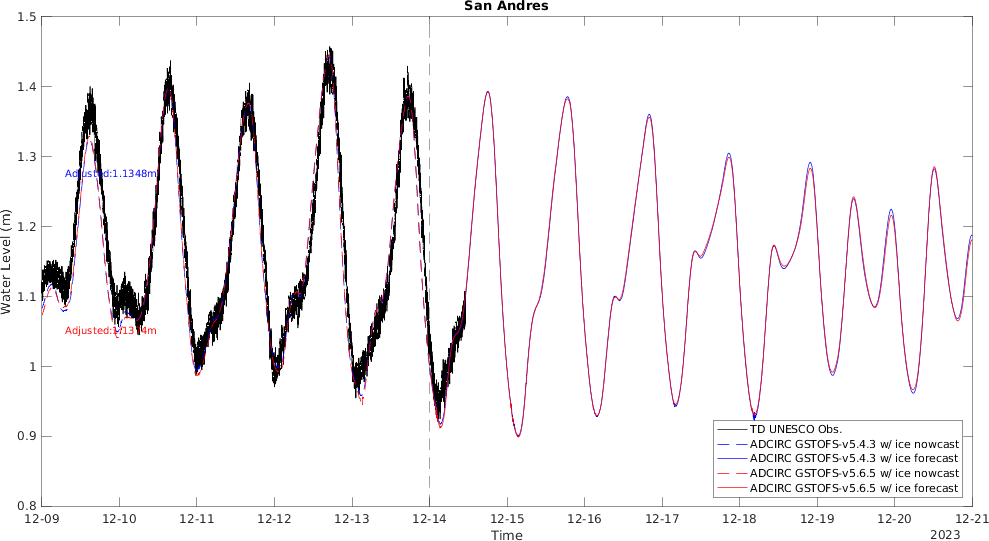 San Andres
Water Level (m)
1.5
1.4
1.3
1.2
1.1
1
0.9
0.8
Adjusted:1.1348m
TD UNESCO Obs.
ADCIRC GSTOFS-v5.4.3 w/ ice nowcast
ADCIRC GSTOFS-v5.4.3 w/ ice forecast
ADCIRC GSTOFS-v5.6.5 w/ ice nowcast
ADCIRC GSTOFS-v5.6.5 w/ ice forecast
12-09 12-10 12-11 12-12 12-13 12-14 12-15 12-16 12-17 12-18 12-19 12-20 12-21
Time
2023